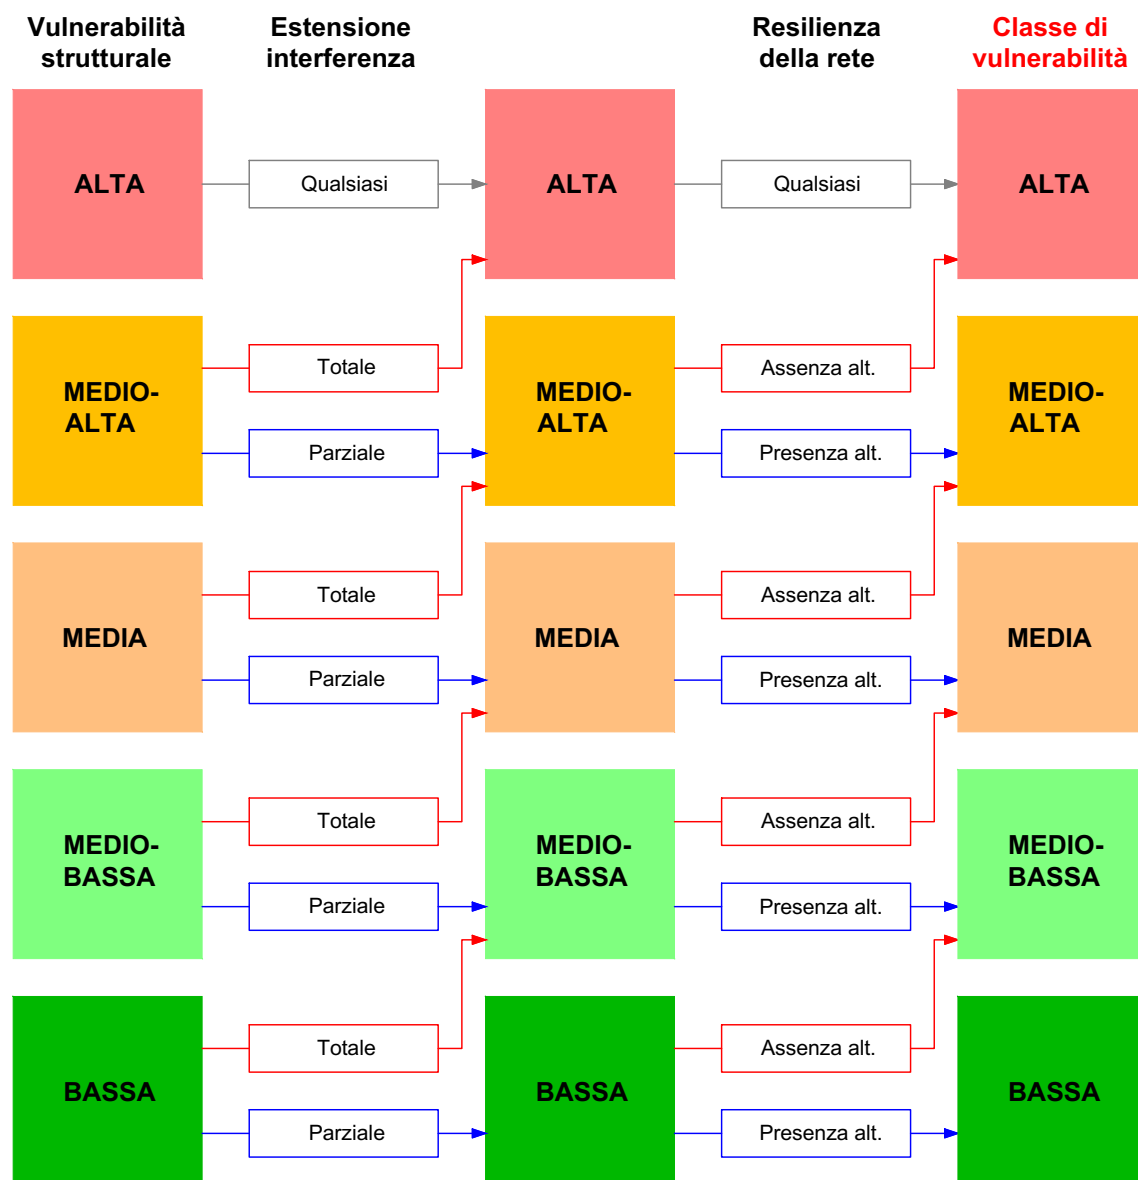 Vulnerabilità
strutturale
Estensione
interferenza
Resilienza
della rete
Classe di
vulnerabilità
ALTA
Qualsiasi
ALTA
Qualsiasi
ALTA
MEDIO-
ALTA
Totale
Parziale
MEDIO-
ALTA
Assenza alt.
Presenza alt.
MEDIO-
ALTA
MEDIA
Totale
Parziale
MEDIA
Assenza alt.
Presenza alt.
MEDIA
MEDIO-
BASSA
Totale
Parziale
MEDIO-
BASSA
Assenza alt.
Presenza alt.
MEDIO-
BASSA
BASSA
Totale
Parziale
BASSA
Assenza alt.
Presenza alt.
BASSA